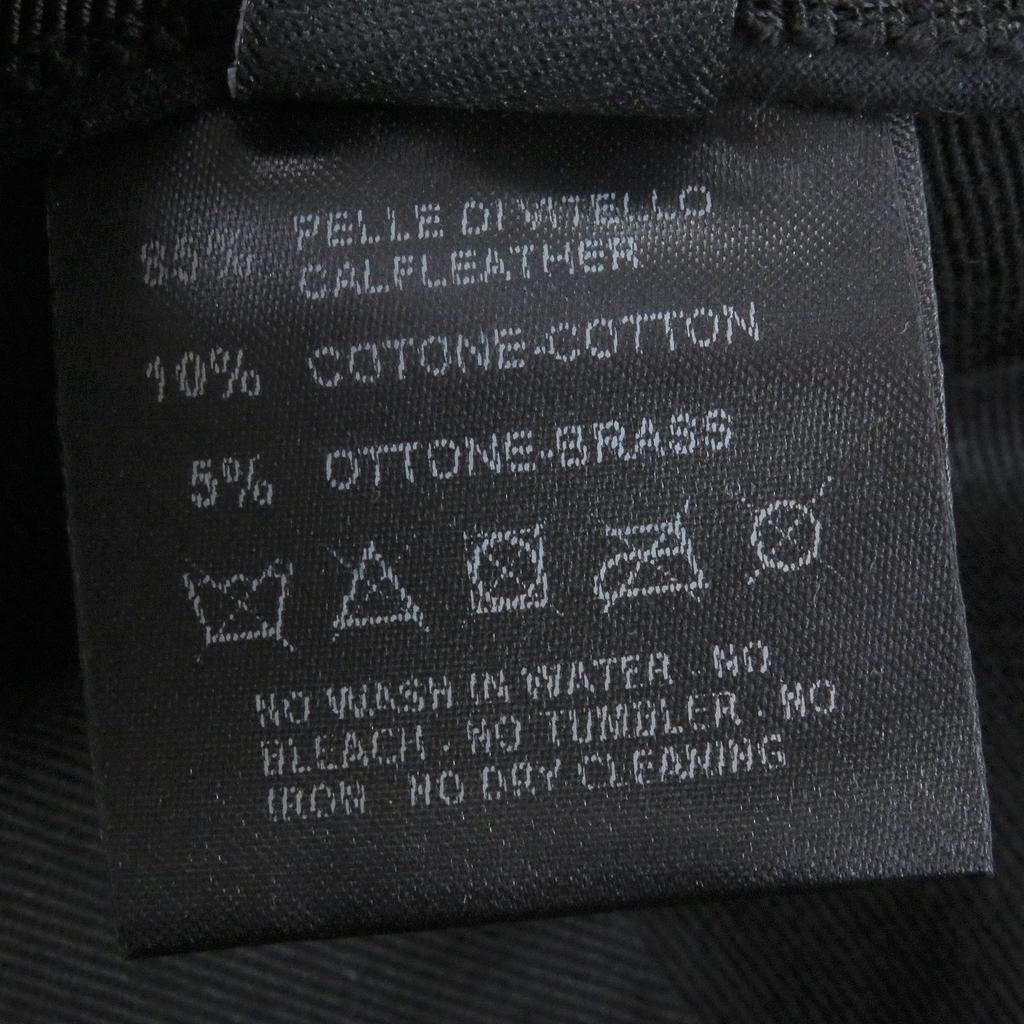 85% PELLE DI VITELLO
CALFLEATHER
10% COTONE-COTTON
5% OTTONE-BRASS
NO WASH IN WATER - NO
BLEACH - NO TUMBLER - NO
IRON - NO DRY CLEANING